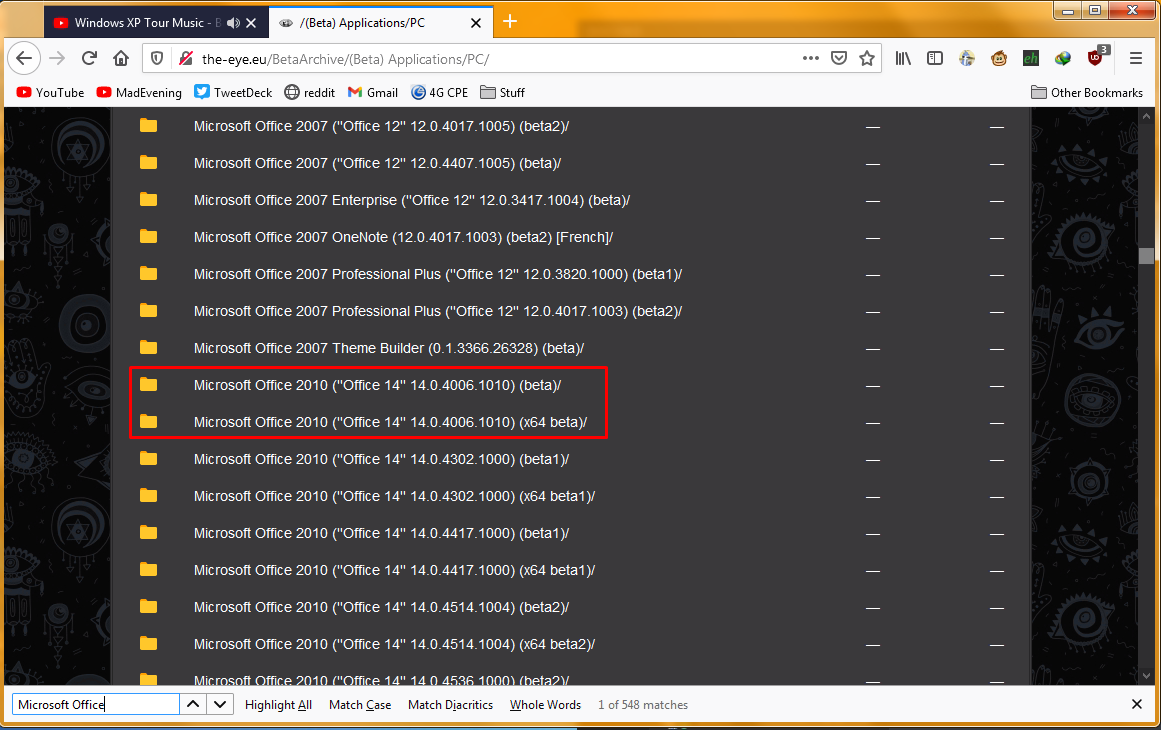 Windows XP Tour Music - B
/(Beta) Applications/PC
the-eye.eu/BetaArchive/(Beta) Applications/PC/
eh
3
YouTube MadEvening TweetDeck reddit Gmail 4G CPE Stuff Other Bookmarks
Microsoft Office 2007 ("Office 12" 12.0.4017.1005) (beta2)/ — —
Microsoft Office 2007 ("Office 12" 12.0.4407.1005) (beta)/ — —
Microsoft Office 2007 Enterprise ("Office 12" 12.0.3417.1004) (beta)/ — —
Microsoft Office 2007 OneNote (12.0.4017.1003) (beta2) [French]/ — —
Microsoft Office 2007 Professional Plus ("Office 12" 12.0.3820.1000) (beta1)/ — —
Microsoft Office 2007 Professional Plus ("Office 12" 12.0.4017.1003) (beta2)/ — —
Microsoft Office 2007 Theme Builder (0.1.3366.26328) (beta)/ — —
Microsoft Office 2010 ("Office 14" 14.0.4006.1010) (beta)/ — —
Microsoft Office 2010 ("Office 14" 14.0.4006.1010) (x64 beta)/ — —
Microsoft Office 2010 ("Office 14" 14.0.4302.1000) (beta1)/ — —
Microsoft Office 2010 ("Office 14" 14.0.4302.1000) (x64 beta1)/ — —
Microsoft Office 2010 ("Office 14" 14.0.4417.1000) (beta1)/ — —
Microsoft Office 2010 ("Office 14" 14.0.4417.1000) (x64 beta1)/ — —
Microsoft Office 2010 ("Office 14" 14.0.4514.1004) (beta2)/ — —
Microsoft Office 2010 ("Office 14" 14.0.4514.1004) (x64 beta2)/ — —
Microsoft Office 2010 ("Office 14" 14.0.4536.1000) (beta2)/ — —
Microsoft Office Highlight All Match Case Match Diacritics Whole Words 1 of 548 matches